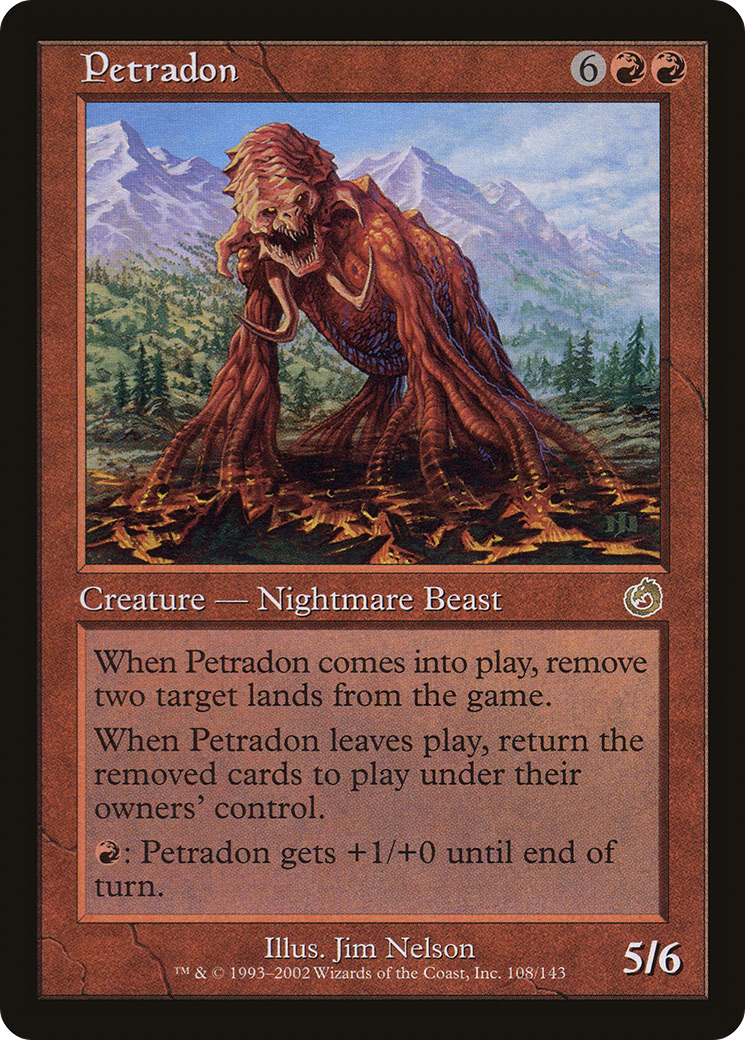 Petradon 6
Creature — Nightmare Beast
When Petradon comes into play, remove
two target lands from the game.
When Petradon leaves play, return the
removed cards to play under their
owners' control.
: Petradon gets +1/+0 until end of
turn.
Illus. Jim Nelson
™ & © 1993–2002 Wizards of the Coast, Inc. 108/143
5/6